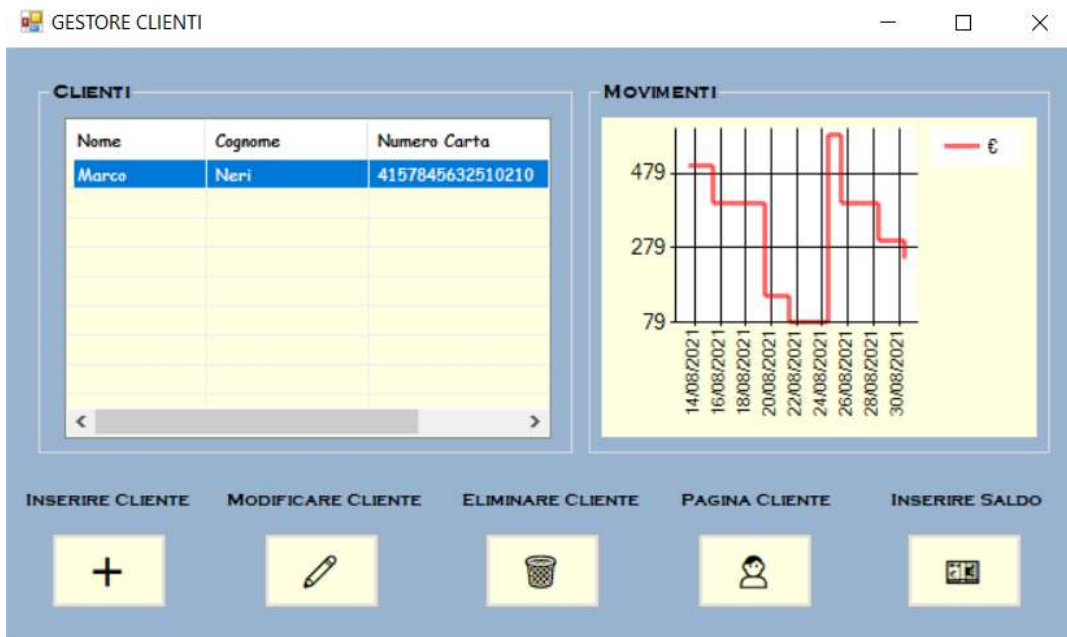 GESTORE CLIENTI
CLIENTI
Nome Cognome Numero Carta
Marco Neri 4157845632510210
MOVIMENTI
€
479
279
79
14/08/2021
16/08/2021
18/08/2021
20/08/2021
22/08/2021
24/08/2021
26/08/2021
28/08/2021
30/08/2021
INSERIRE CLIENTE
MODIFICARE CLIENTE
ELIMINARE CLIENTE
PAGINA CLIENTE
INSERIRE SALDO